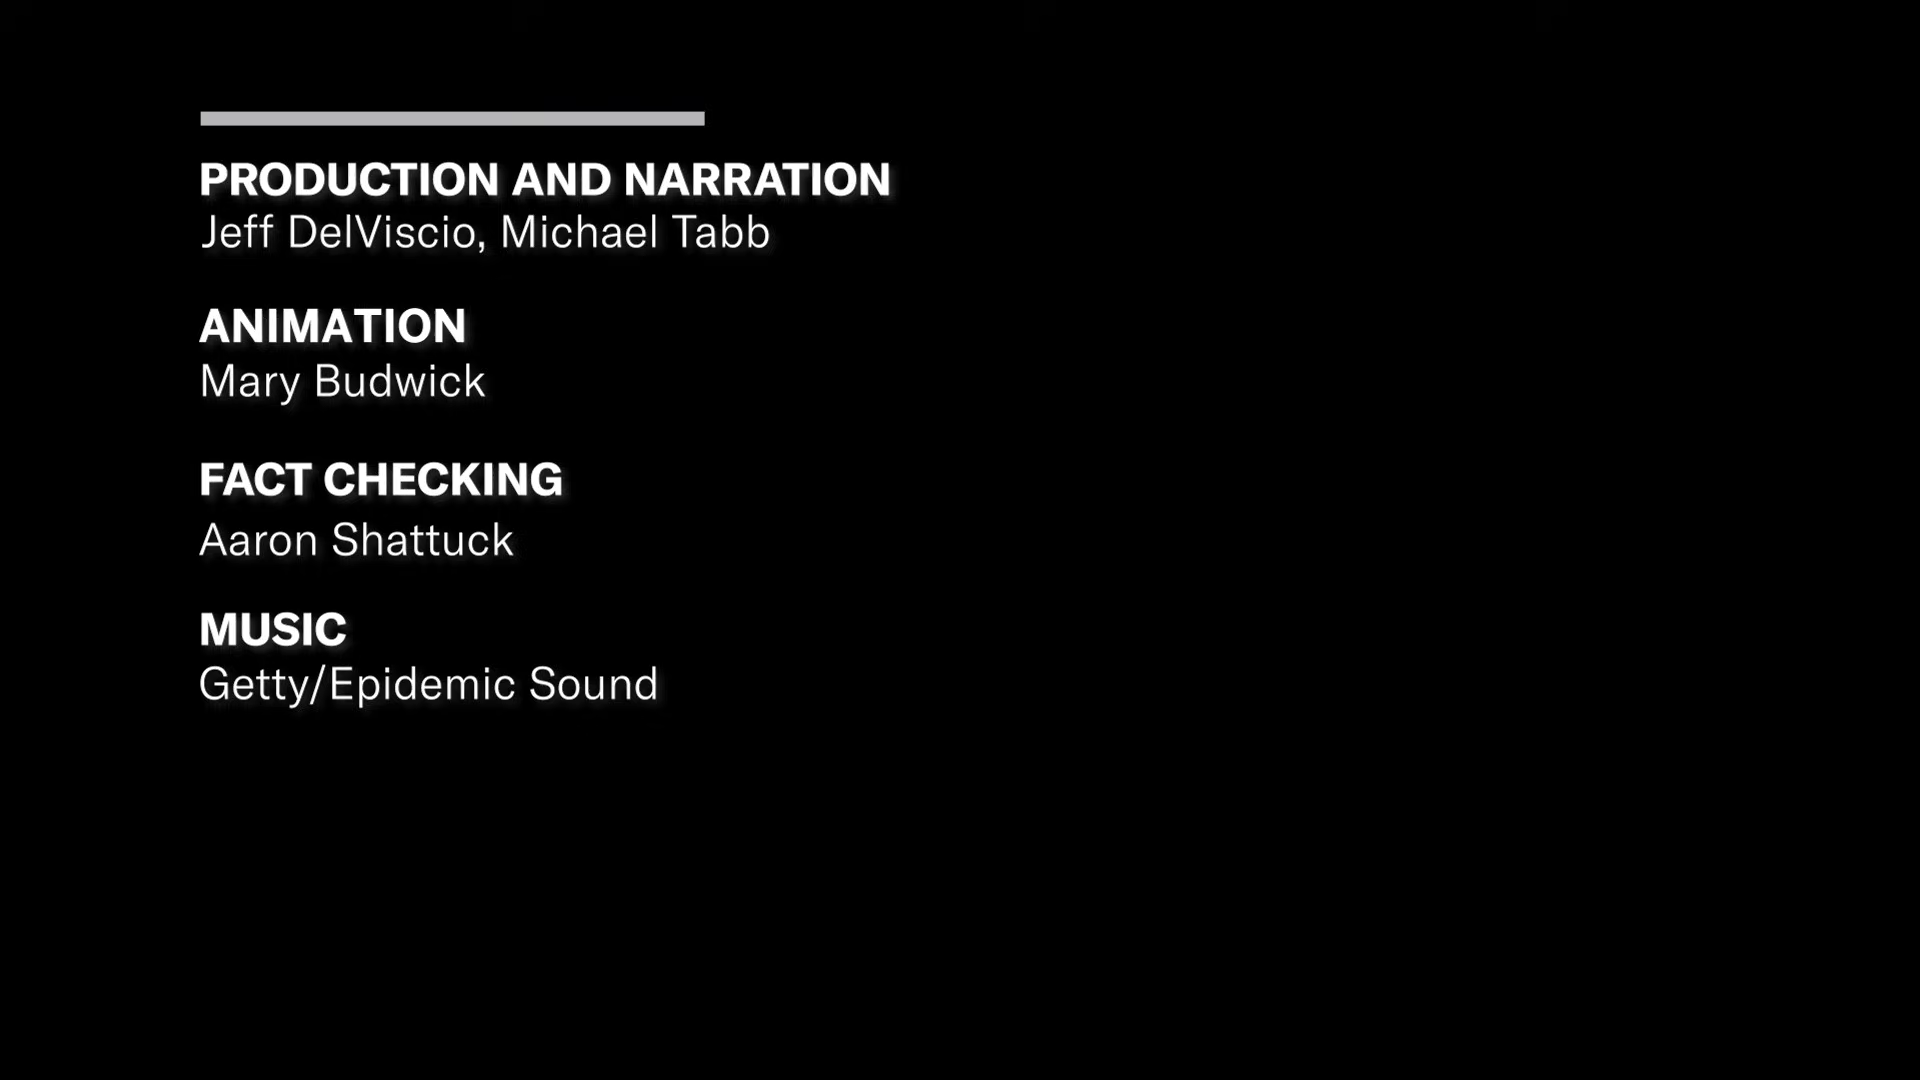 PRODUCTION AND NARRATION
Jeff DelViscio, Michael Tabb
ANIMATION
Mary Budwick
FACT CHECKING
Aaron Shattuck
MUSIC
Getty/Epidemic Sound